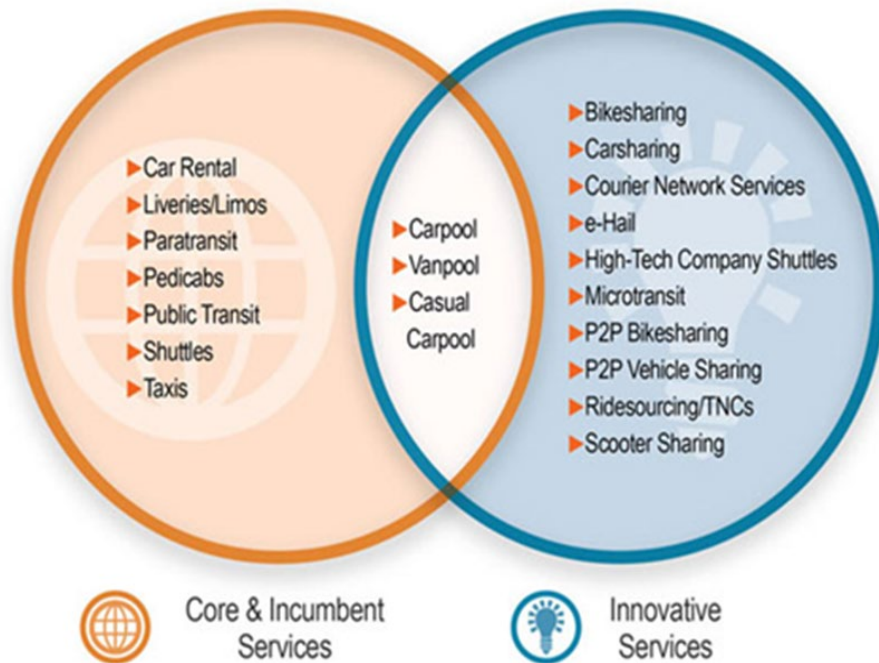 Car Rental
Liveries/Limos
Paratransit
Pedicabs
Public Transit
Shuttles
Taxis
Carpool
Vanpool
Casual
Carpool
Bikesharing
Carsharing
Courier Network Services
e-Hail
High-Tech Company Shuttles
Microtransit
P2P Bikesharing
P2P Vehicle Sharing
Ridesourcing/TNCs
Scooter Sharing
Core & Incumbent
Services
Innovative
Services